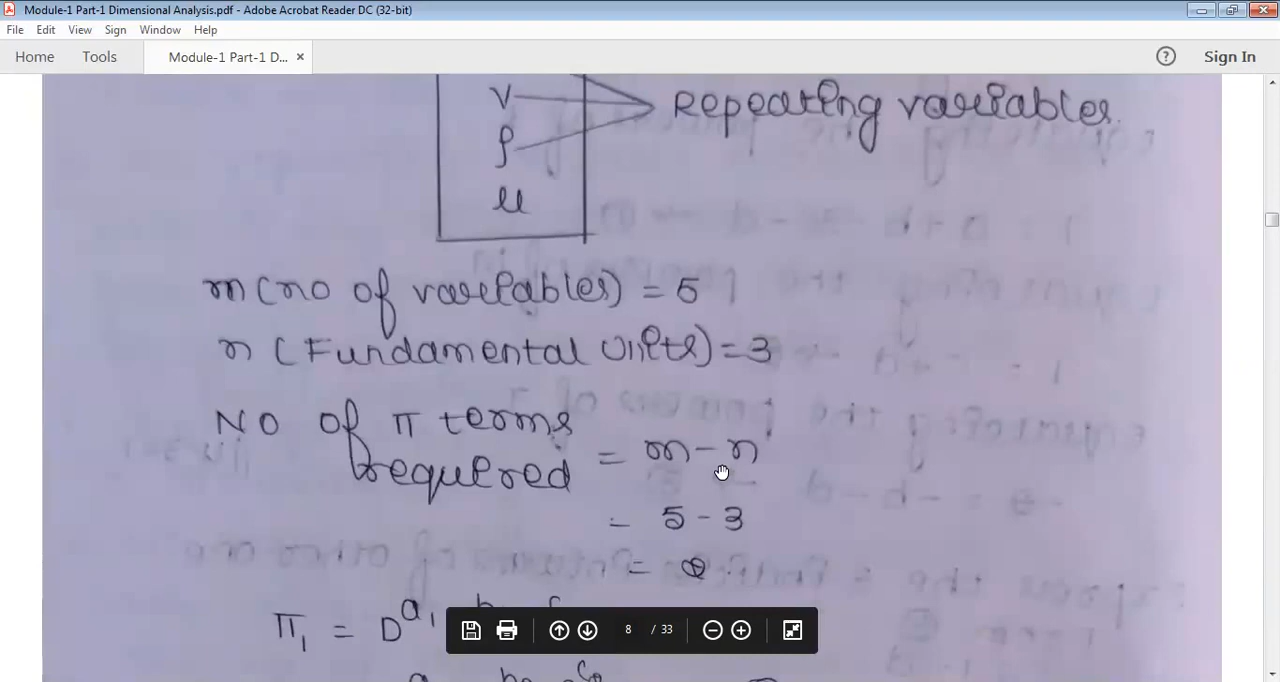 Module-1 Part-1 Dimensional Analysis.pdf - Adobe Acrobat Reader DC (32-bit)
File Edit View Sign Window Help
Home Tools Module-1 Part-1 D... × ? Sign In
V
Repeating variables.
ρ
μ
m (no of variables) = 5
n (Fundamental Units) = 3
No of π terms
required = m - n
= 5 - 3
= 2
π₁ = D^a₁
8 / 33